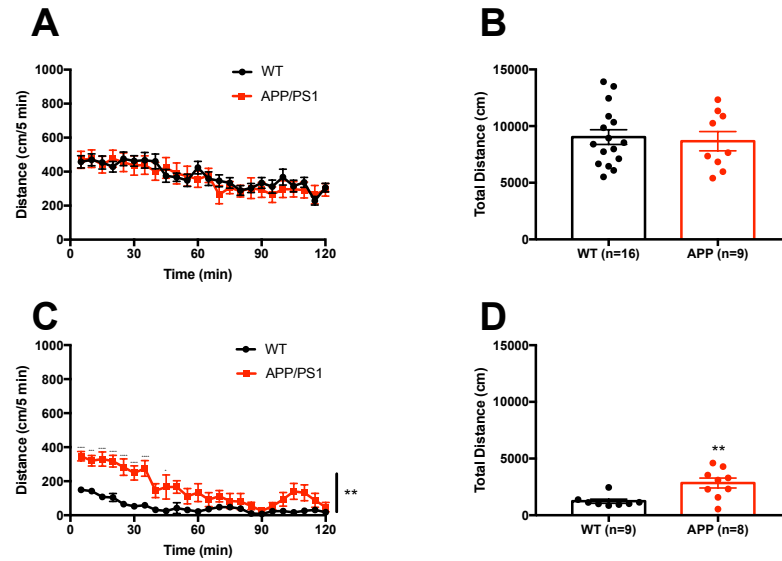 A
WT
APP/PS1
Distance (cm/5 min)
1000
800
600
400
200
0
0 30 60 90 120
Time (min)
B
Total Distance (cm)
15000
10000
5000
0
WT (n=16) APP (n=9)
C
WT
APP/PS1
Distance (cm/5 min)
1000
800
600
400
200
0
**
0 30 60 90 120
Time (min)
D
Total Distance (cm)
15000
10000
5000
0
**
WT (n=9) APP (n=8)